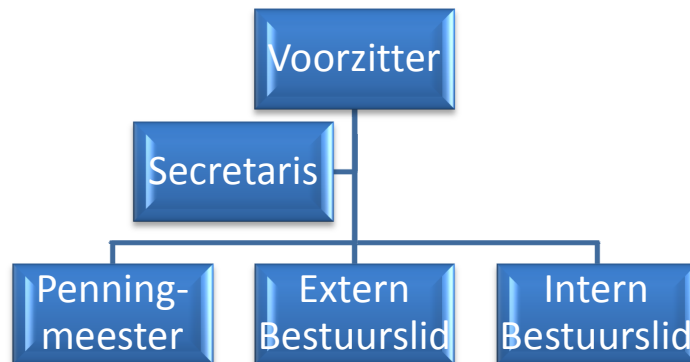 Voorzitter
Secretaris
Penning-
meester
Extern
Bestuurslid
Intern
Bestuurslid